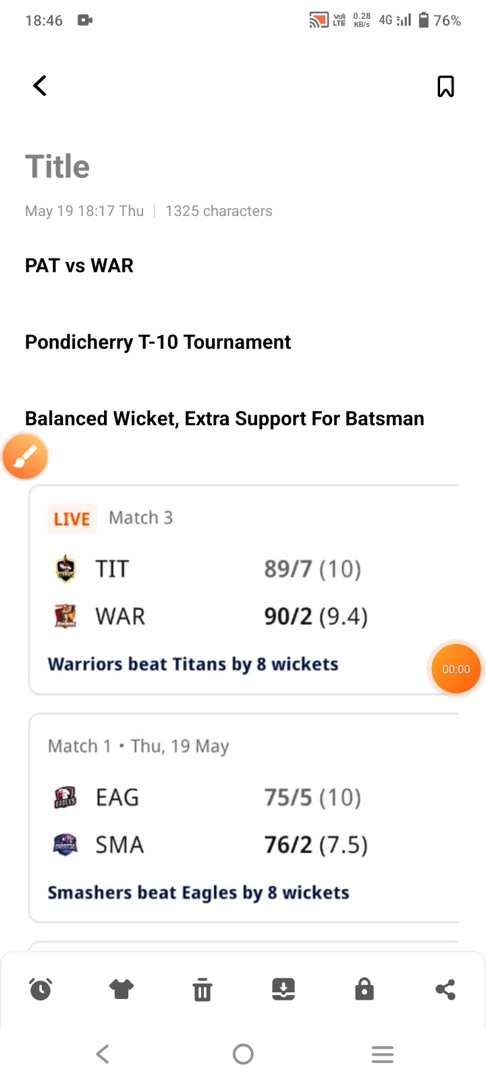 18:46 VoLTE 0.28 KB/s 4G 76%
Title
May 19 18:17 Thu | 1325 characters
PAT vs WAR
Pondicherry T-10 Tournament
Balanced Wicket, Extra Support For Batsman
LIVE Match 3
TIT 89/7 (10)
WAR 90/2 (9.4)
Warriors beat Titans by 8 wickets
00:00
Match 1 • Thu, 19 May
EAG 75/5 (10)
SMA 76/2 (7.5)
Smashers beat Eagles by 8 wickets